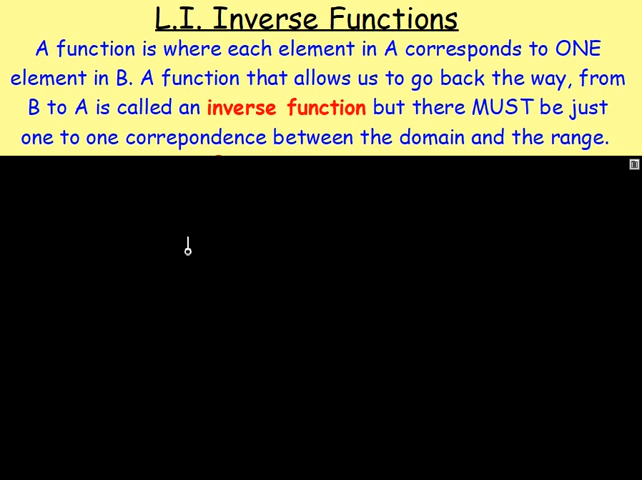 L.I. Inverse Functions
A function is where each element in A corresponds to ONE
element in B. A function that allows us to go back the way, from
B to A is called an inverse function but there MUST be just
one to one correpondence between the domain and the range.